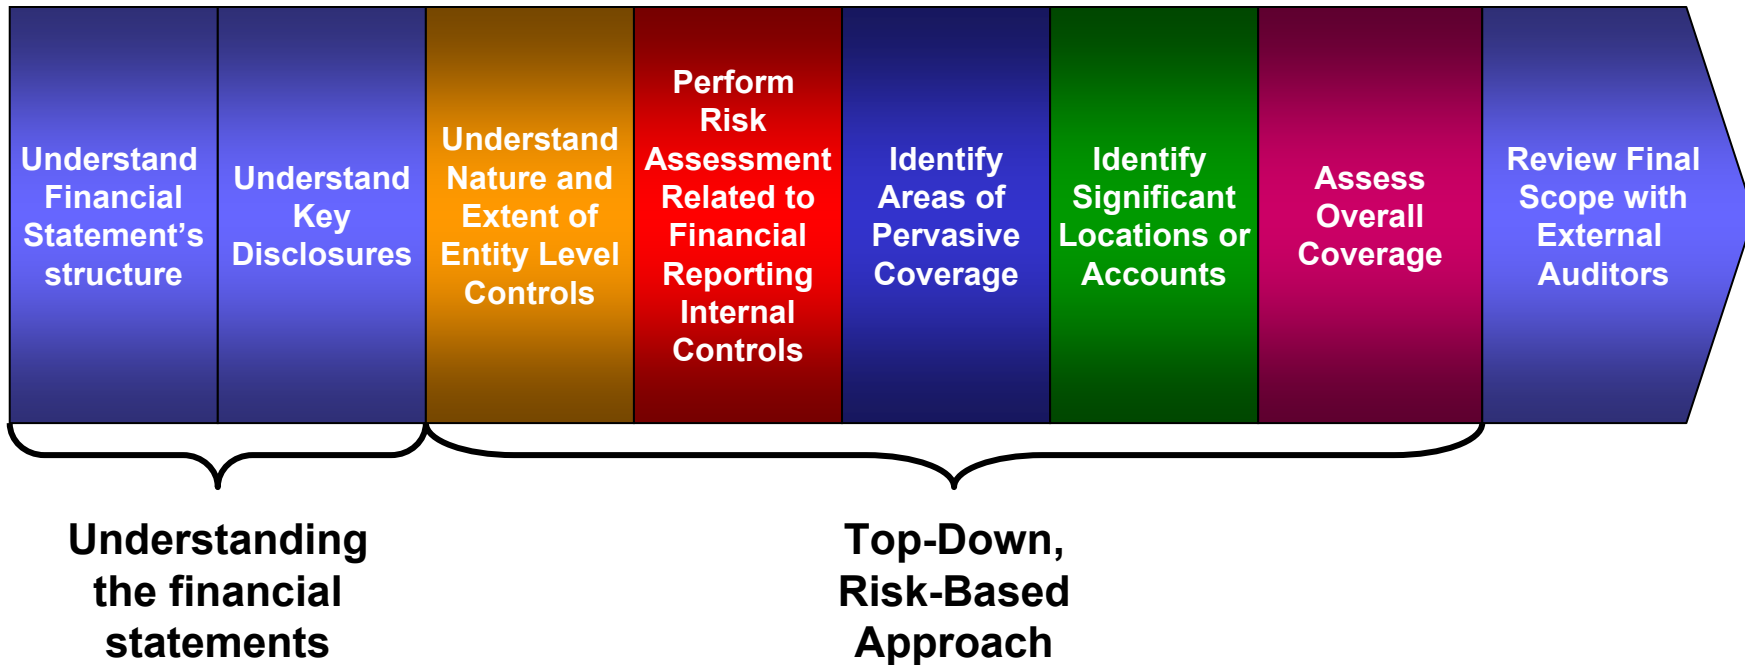 Understand
Financial
Statement’s
structure
Understand
Key
Disclosures
Understand
Nature and
Extent of
Entity Level
Controls
Perform
Risk
Assessment
Related to
Financial
Reporting
Internal
Controls
Identify
Areas of
Pervasive
Coverage
Identify
Significant
Locations or
Accounts
Assess
Overall
Coverage
Review Final
Scope with
External
Auditors
Understanding
the financial
statements
Top-Down,
Risk-Based
Approach